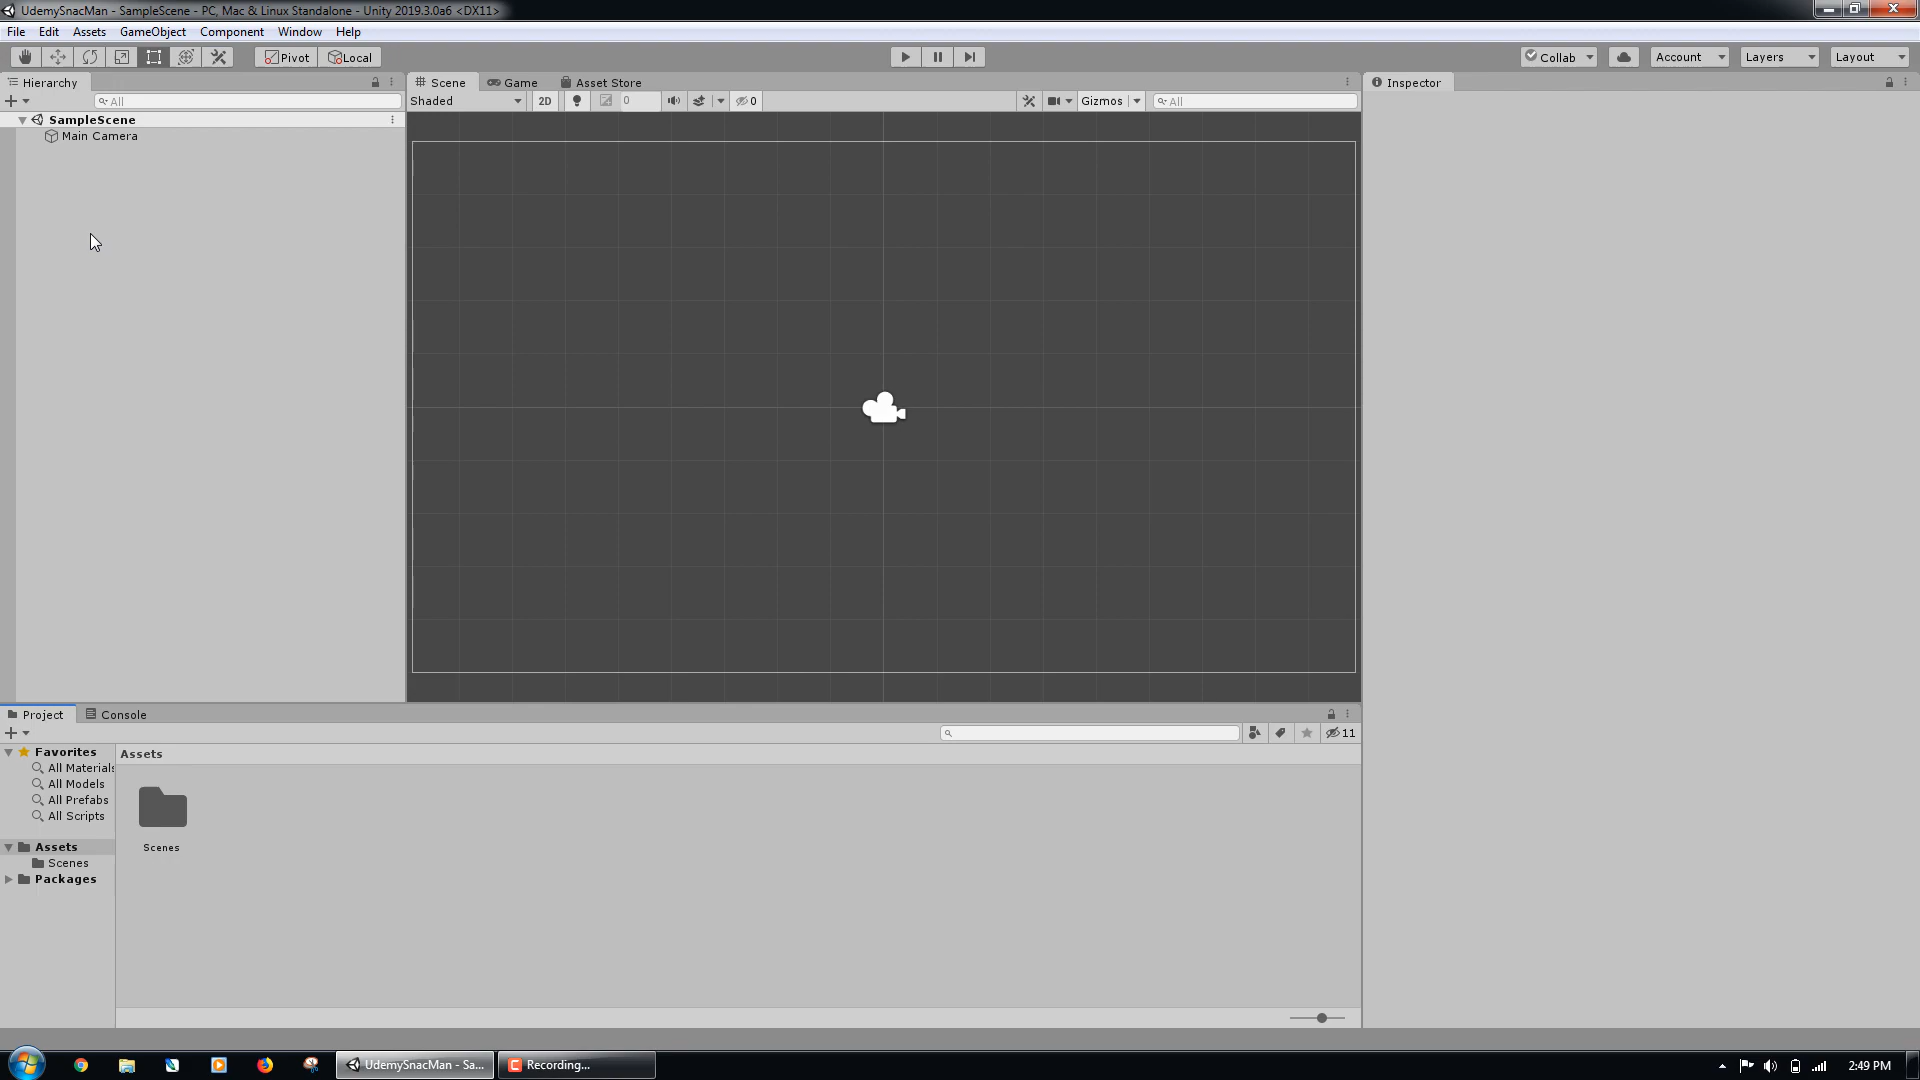 UdemySnacMan - SampleScene - PC, Mac & Linux Standalone - Unity 2019.3.0a6 <DX11>
File Edit Assets GameObject Component Window Help
Pivot Local Collab Account Layers Layout
Hierarchy Scene Game Asset Store Inspector
All Shaded 2D 0 0 Gizmos All
SampleScene
Main Camera
Project Console
11
Favorites Assets
All Materials
All Models
All Prefabs
All Scripts
Scenes
Assets
Scenes
Packages
UdemySnacMan - Sa... Recording... 2:49 PM